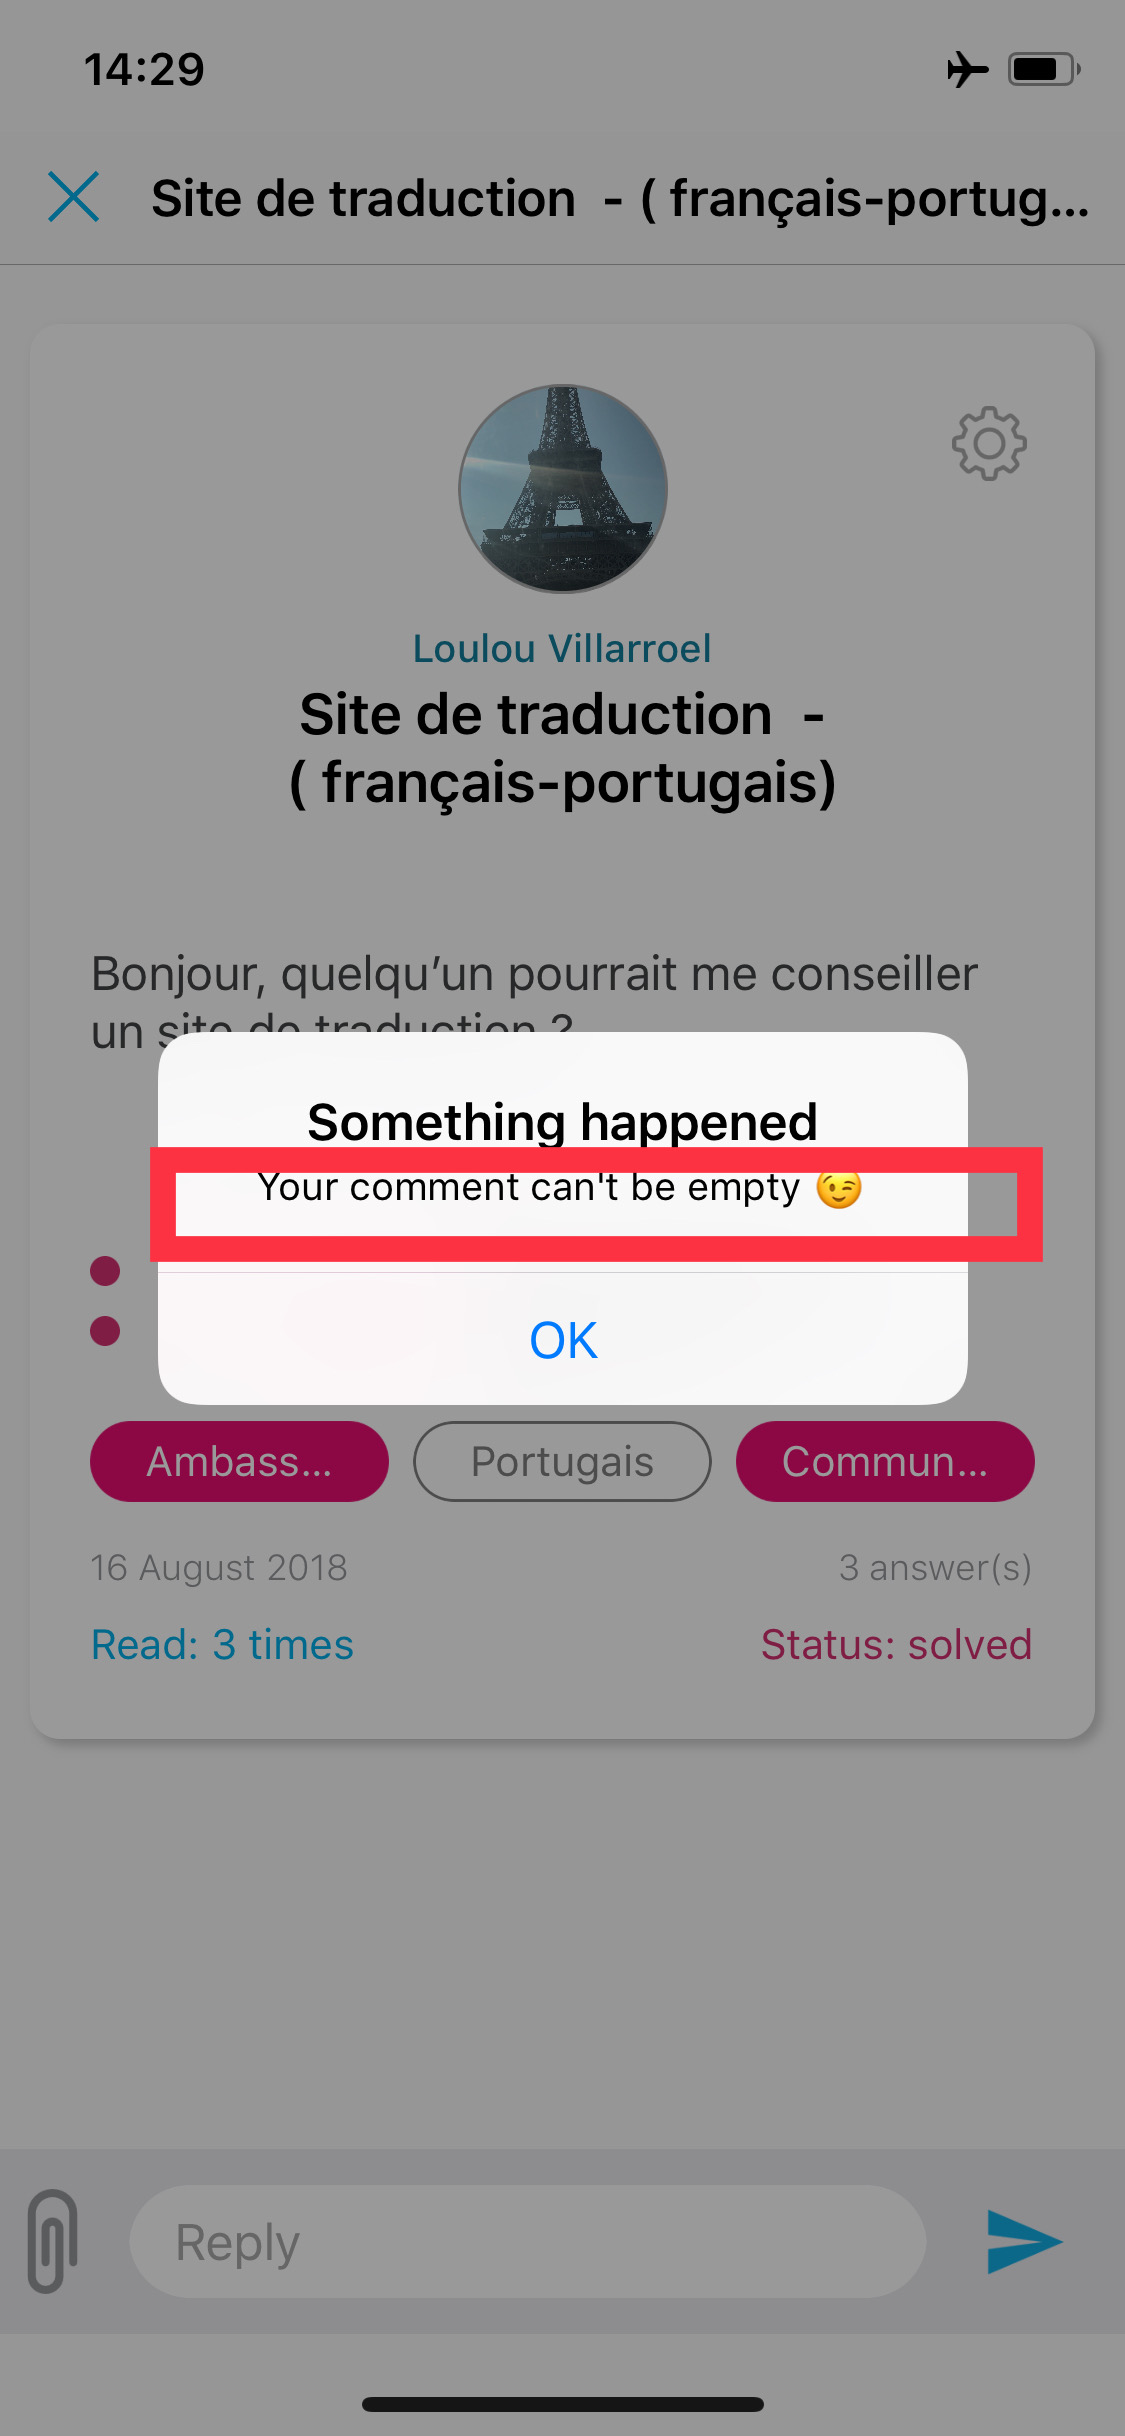 14:29
Site de traduction  - ( français-portug...
Loulou Villarroel
Site de traduction  -
( français-portugais)
Bonjour, quelqu’un pourrait me conseiller
un site de traduction ?
Something happened
Your comment can't be empty 😉
OK
Ambass...
Portugais
Commun...
16 August 2018
3 answer(s)
Read: 3 times
Status: solved
Reply